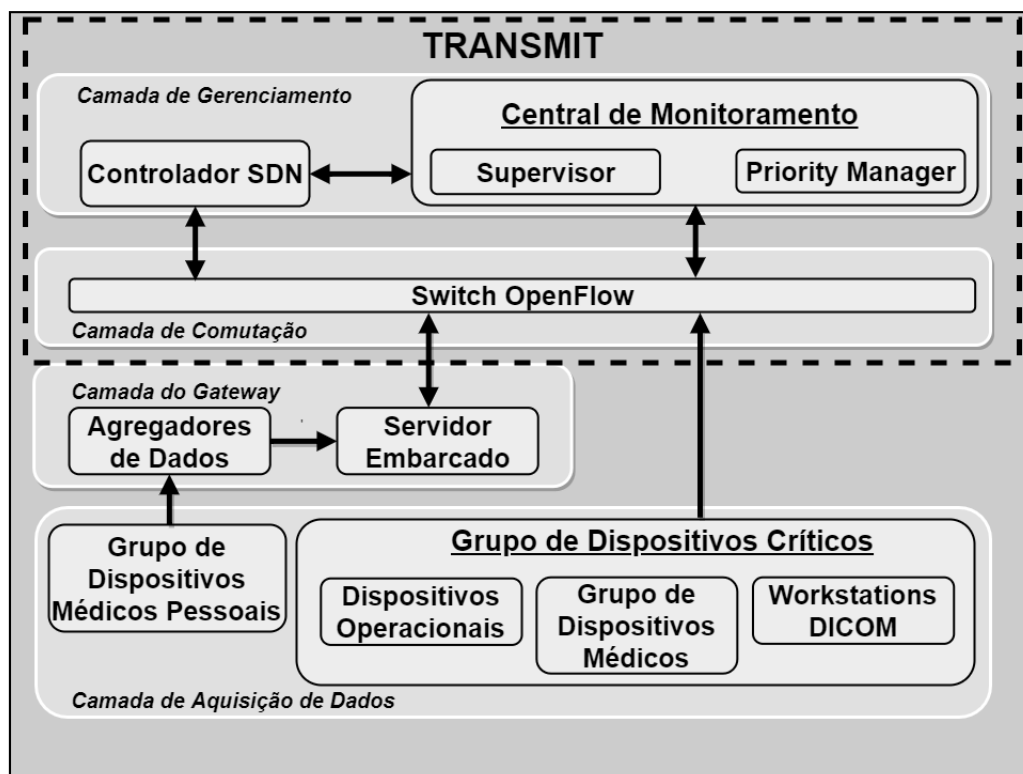 TRANSMIT
Camada de Gerenciamento
Central de Monitoramento
Controlador SDN
Supervisor
Priority Manager
Switch OpenFlow
Camada de Comutação
Camada do Gateway
Agregadores
de Dados
Servidor
Embarcado
Grupo de
Dispositivos
Médicos Pessoais
Grupo de Dispositivos Críticos
Dispositivos
Operacionais
Grupo de
Dispositivos
Médicos
Workstations
DICOM
Camada de Aquisição de Dados